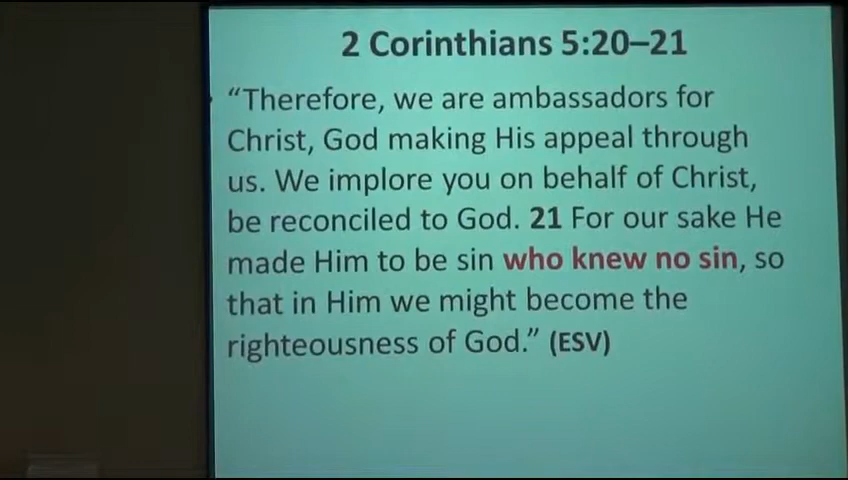 2 Corinthians 5:20–21
“Therefore, we are ambassadors for
Christ, God making His appeal through
us. We implore you on behalf of Christ,
be reconciled to God. 21 For our sake He
made Him to be sin who knew no sin, so
that in Him we might become the
righteousness of God.” (ESV)